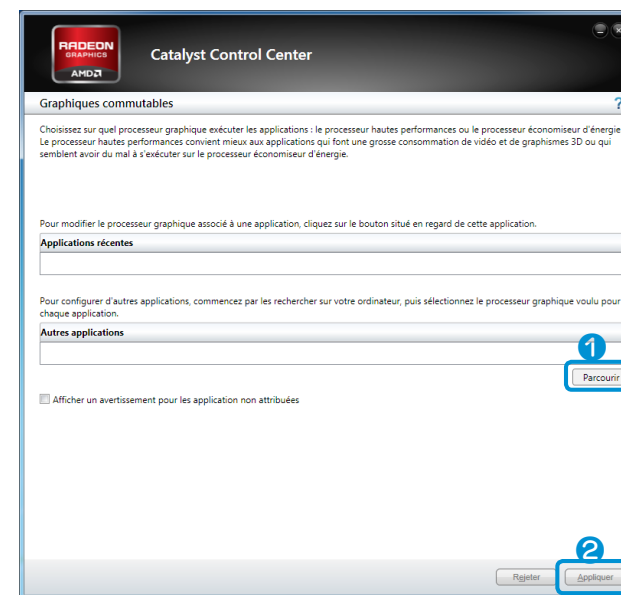 RADEON
GRAPHICS
AMD
Catalyst Control Center
Graphiques commutables
?
Choisissez sur quel processeur graphique exécuter les applications : le processeur hautes performances ou le processeur économiseur d'énergie
Le processeur hautes performances convient mieux aux applications qui font une grosse consommation de vidéo et de graphismes 3D ou qui
semblent avoir du mal à s'exécuter sur le processeur économiseur d'énergie.
Pour modifier le processeur graphique associé à une application, cliquez sur le bouton situé en regard de cette application.
Applications récentes
Pour configurer d'autres applications, commencez par les rechercher sur votre ordinateur, puis sélectionnez le processeur graphique voulu pour
chaque application.
Autres applications
1
Parcourir
Afficher un avertissement pour les application non attribuées
2
Rejeter
Appliquer